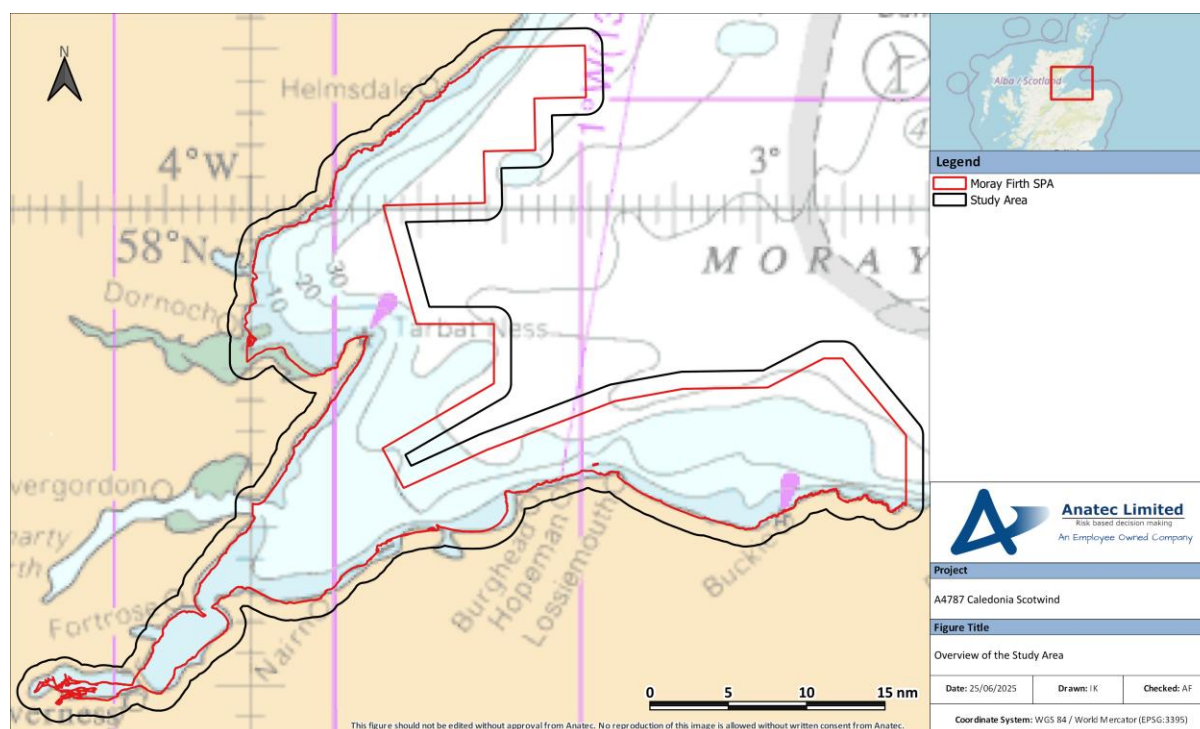 N
Helmsdale
4°W
3°
58°N
MORAY
Dornoch
10
20
30
Tarbat Ness
vergordon
Fortrose
Nairn
Burghead
Hopeman
Lossiemouth
Buckie
verness
0 5 10 15 nm
This figure should not be edited without approval from Anatec. No reproduction of this image is allowed without written consent from Anatec.
Alba / Scotland
Legend
Moray Firth SPA
Study Area
Anatec Limited
Risk based decision making
An Employee Owned Company
Project
A4787 Caledonia Scotwind
Figure Title
Overview of the Study Area
Date: 25/06/2025 Drawn: IK Checked: AF
Coordinate System: WGS 84 / World Mercator (EPSG:3395)